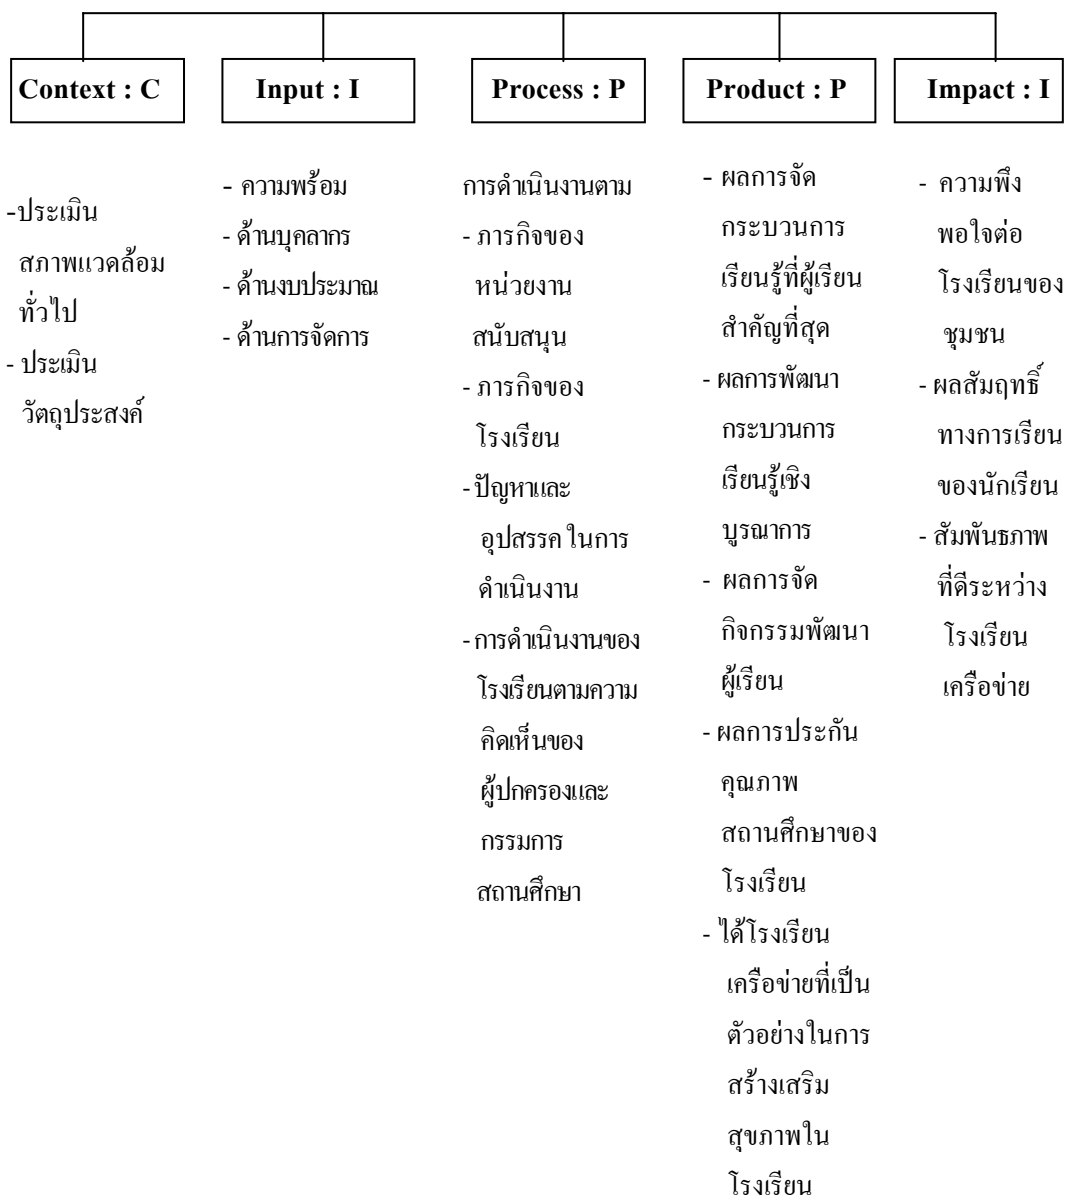 Context : C
Input : I
Process : P
Product : P
Impact : I
-ประเมิน
สภาพแวดล้อม
ทั่วไป
- ประเมิน
วัตถุประสงค์
- ความพร้อม
- ด้านบุคลากร
- ด้านงบประมาณ
- ด้านการจัดการ
การดำเนินงานตาม
- ภารกิจของ
หน่วยงาน
สนับสนุน
- ภารกิจของ
โรงเรียน
- ปัญหาและ
อุปสรรค ในการ
ดำเนินงาน
- การดำเนินงานของ
โรงเรียนตามความ
คิดเห็นของ
ผู้ปกครองและ
กรรมการ
สถานศึกษา
- ผลการจัด
กระบวนการ
เรียนรู้ที่ผู้เรียน
สำคัญที่สุด
- ผลการพัฒนา
กระบวนการ
เรียนรู้เชิง
บูรณาการ
- ผลการจัด
กิจกรรมพัฒนา
ผู้เรียน
- ผลการประกัน
คุณภาพ
สถานศึกษาของ
โรงเรียน
- ได้โรงเรียน
เครือข่ายที่เป็น
ตัวอย่างในการ
สร้างเสริม
สุขภาพใน
โรงเรียน
- ความพึง
พอใจต่อ
โรงเรียนของ
ชุมชน
- ผลสัมฤทธิ์
ทางการเรียน
ของนักเรียน
- สัมพันธภาพ
ที่ดีระหว่าง
โรงเรียน
เครือข่าย